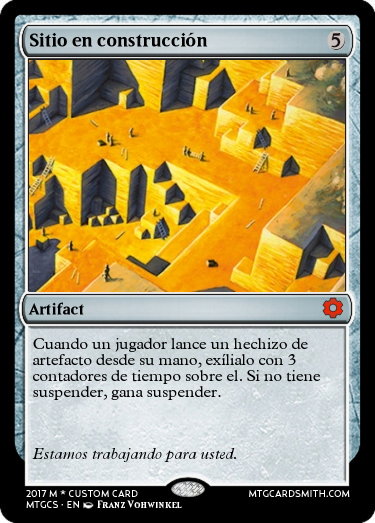 Sitio en construcción 5
Artifact
Cuando un jugador lance un hechizo de
artefacto desde su mano, exílialo con 3
contadores de tiempo sobre el. Si no tiene
suspender, gana suspender.
Estamos trabajando para usted.
2017 M * CUSTOM CARD
MTGCS · EN Franz Vohwinkel
MTGCARDSMITH.COM